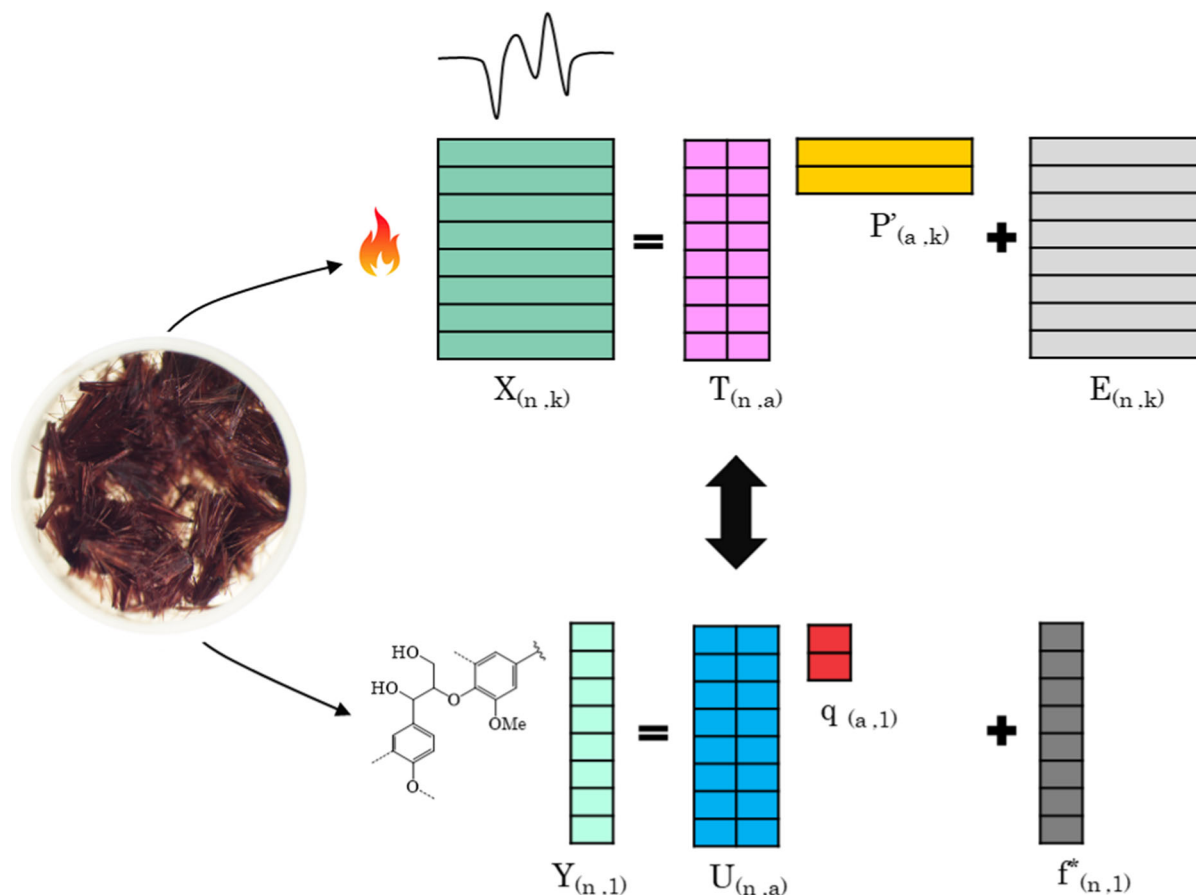 =
P’(a ,k)
+
X(n ,k)
T(n ,a)
E(n ,k)
HO
HO
O
OMe
O
=
q (a ,1)
+
Y(n ,1)
U(n ,a)
f*(n ,1)